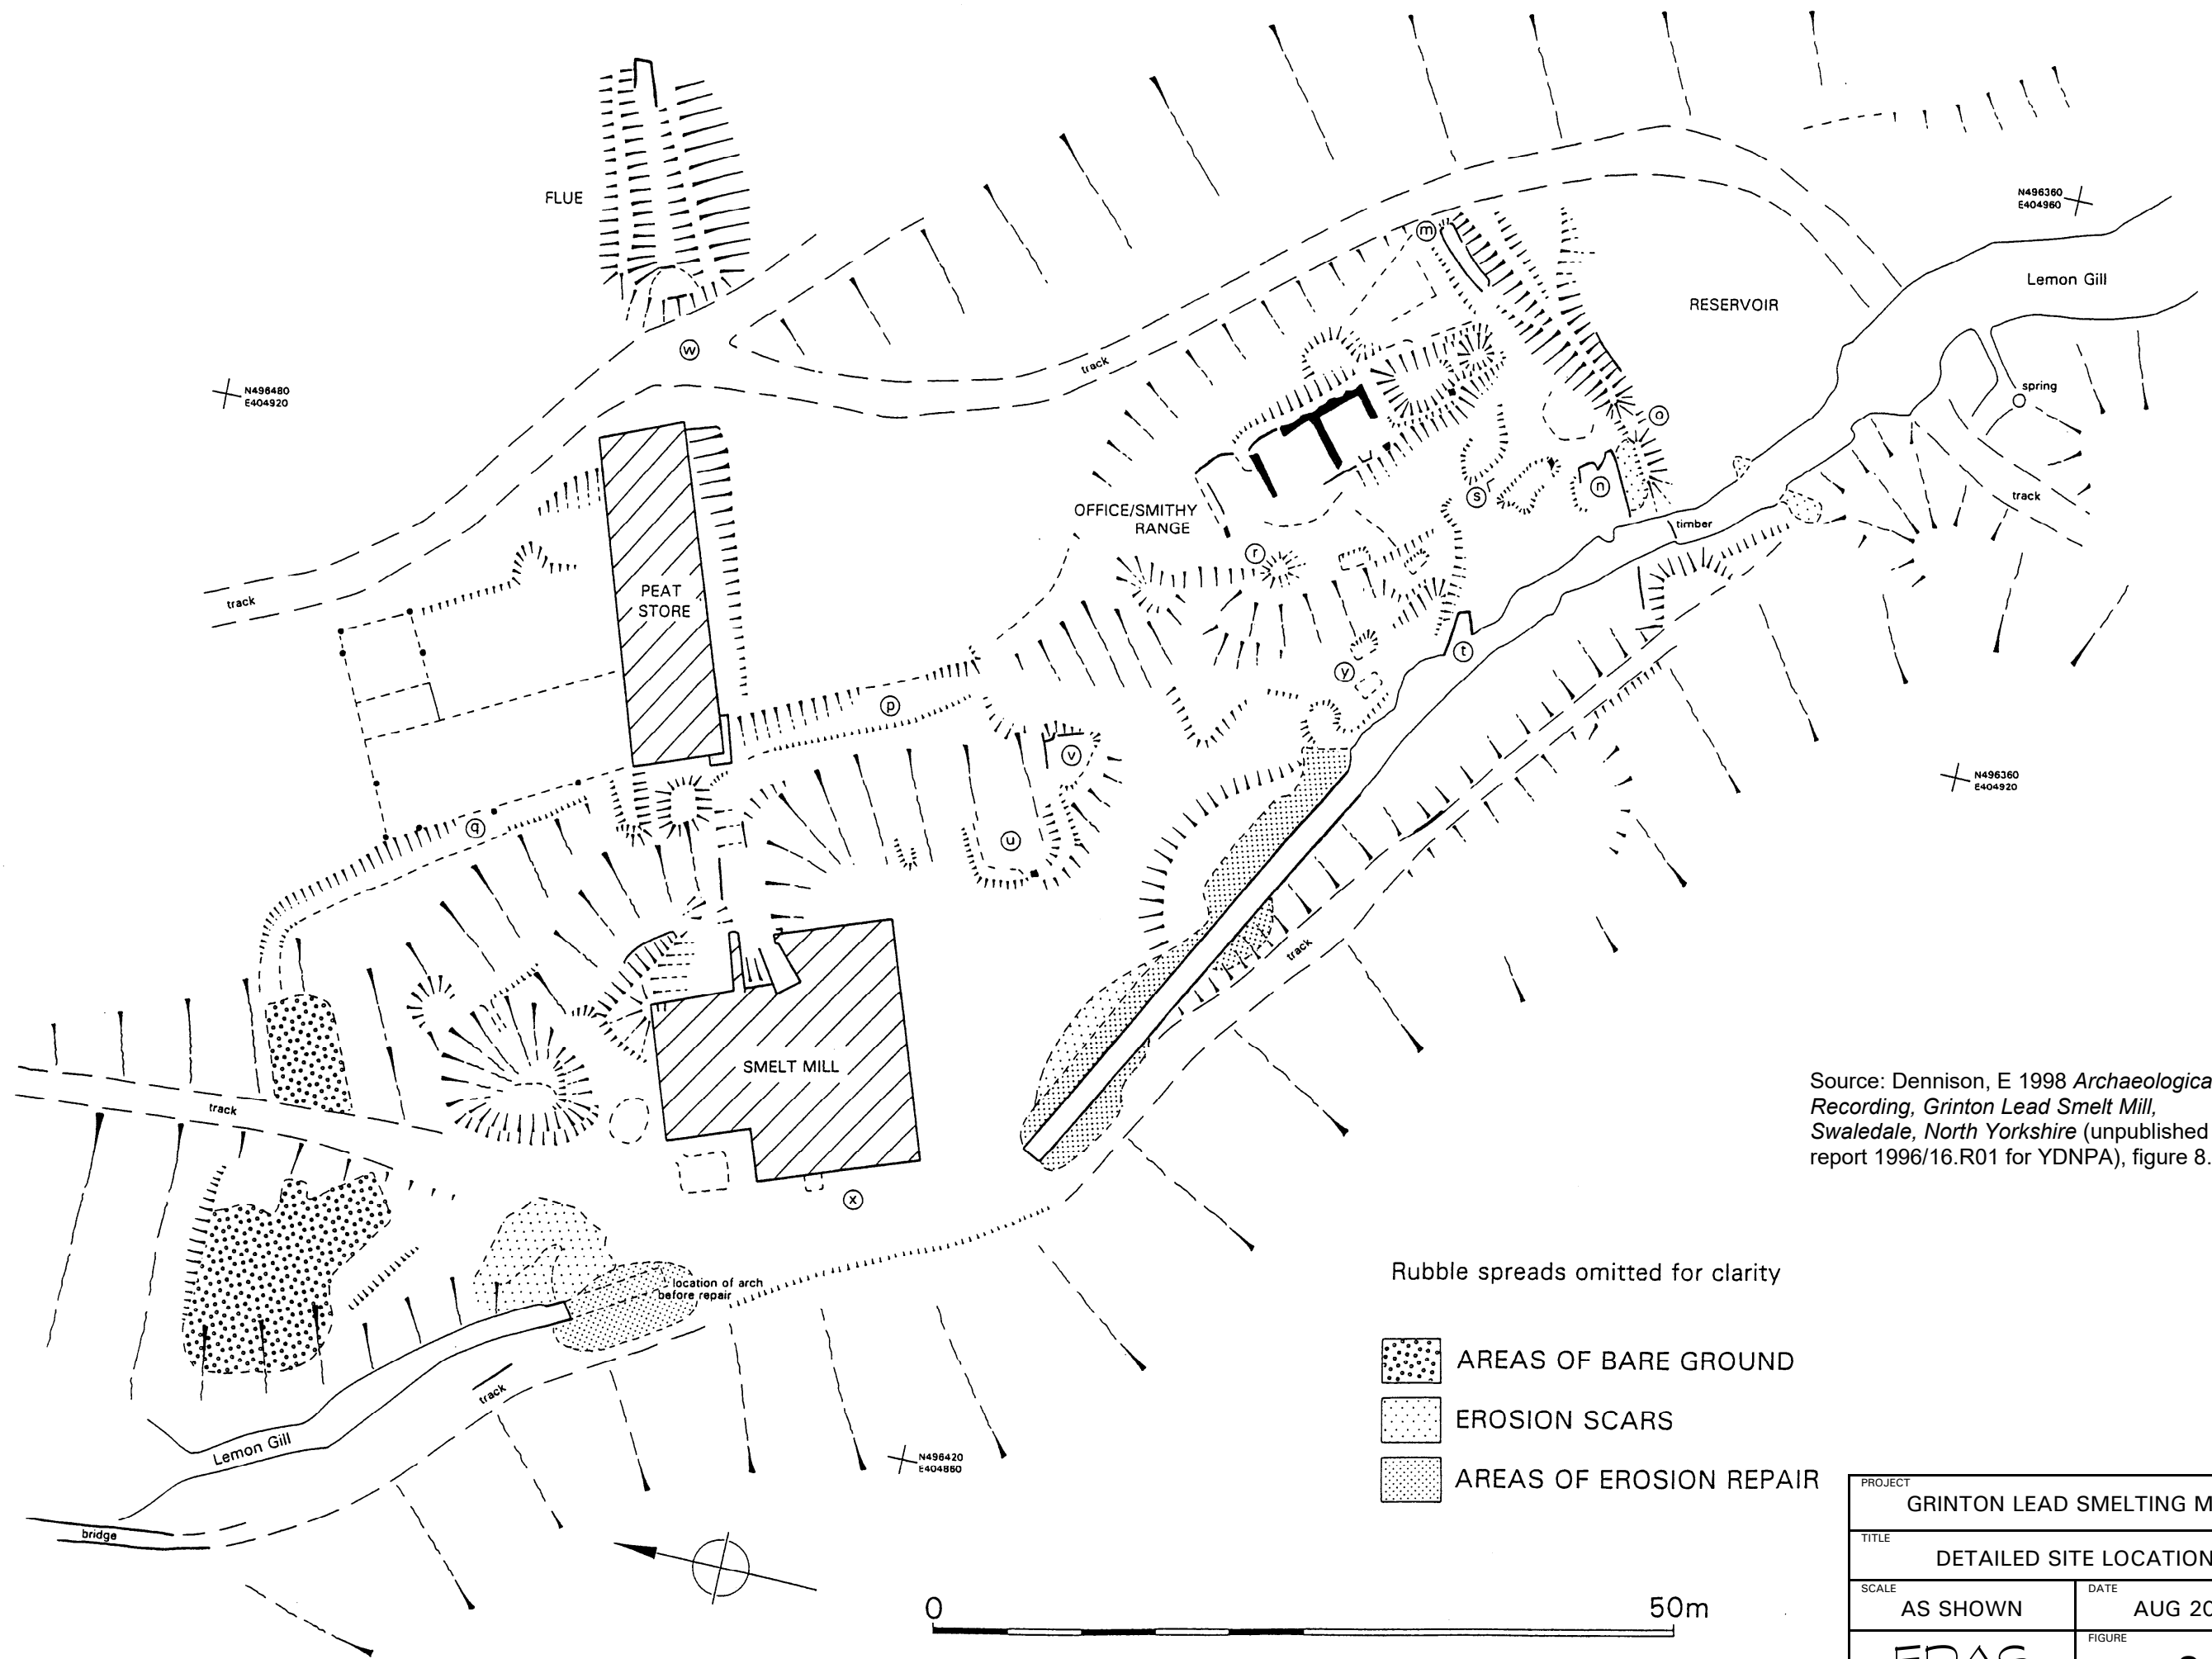 FLUE
N496360
E404960
Lemon Gill
m
RESERVOIR
w
track
spring
N496480
E404920
o
s
n
OFFICE/SMITHY
RANGE
track
timber
r
PEAT
STORE
track
t
y
p
v
N496360
E404920
q
u
track
SMELT MILL
track
Source: Dennison, E 1998 Archaeologica
Recording, Grinton Lead Smelt Mill,
Swaledale, North Yorkshire (unpublished
report 1996/16.R01 for YDNPA), figure 8.
x
location of arch
before repair
Rubble spreads omitted for clarity
AREAS OF BARE GROUND
track
EROSION SCARS
Lemon Gill
N496420
E404860
AREAS OF EROSION REPAIR
bridge
PROJECT
GRINTON LEAD SMELTING M
TITLE
DETAILED SITE LOCATION
SCALE
AS SHOWN
DATE
AUG 20
0
50m
FIGURE
EDAS